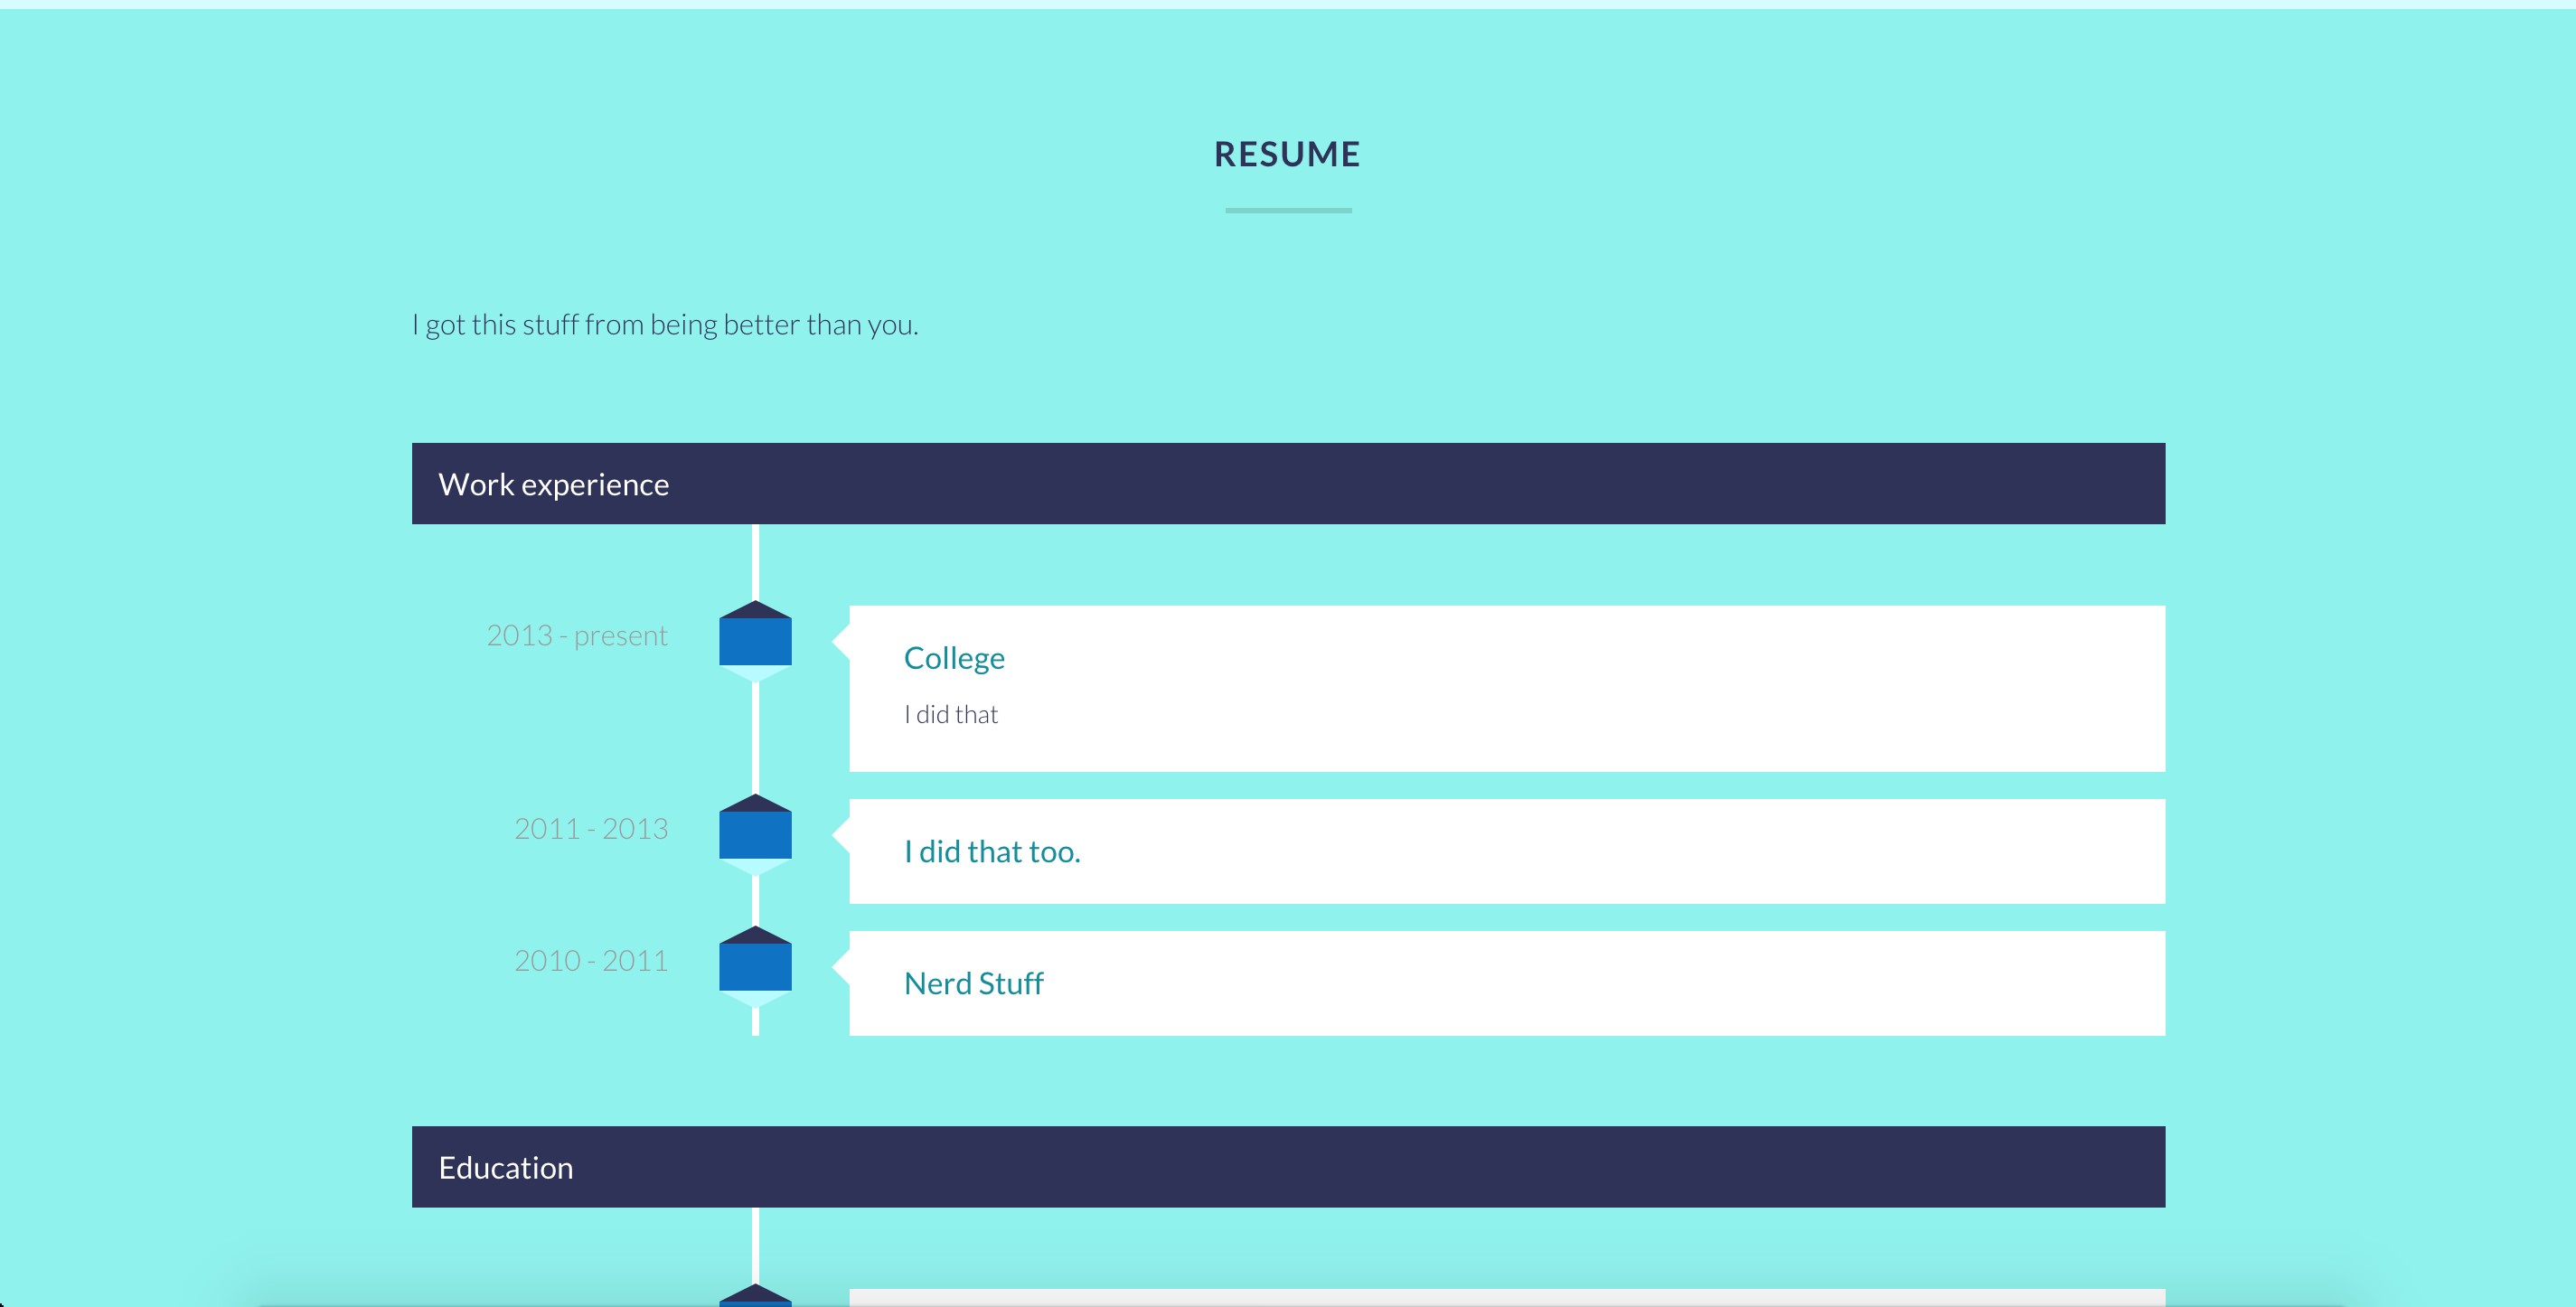 RESUME
I got this stuff from being better than you.
Work experience
2013 - present
College
I did that
2011 - 2013
I did that too.
2010 - 2011
Nerd Stuff
Education